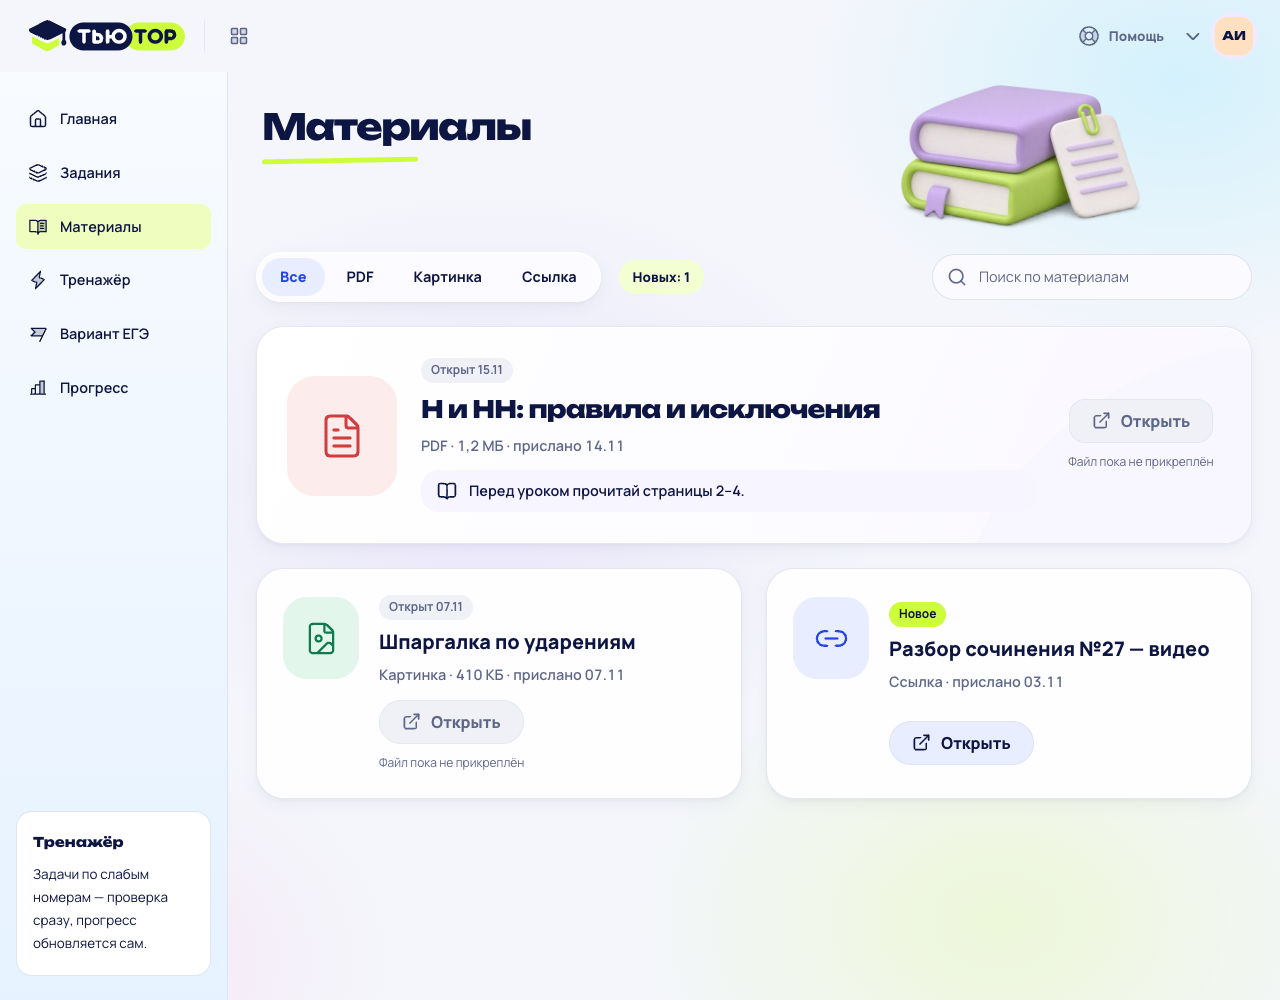 ТЬЮТОР
Помощь
АИ
Главная
Задания
Материалы
Тренажёр
Вариант ЕГЭ
Прогресс
Тренажёр
Задачи по слабым
номерам — проверка
сразу, прогресс
обновляется сам.
Материалы
Все
PDF
Картинка
Ссылка
Новых: 1
Поиск по материалам
Открыт 15.11
Н и НН: правила и исключения
PDF · 1,2 МБ · прислано 14.11
Перед уроком прочитай страницы 2–4.
Открыть
Файл пока не прикреплён
Открыт 07.11
Шпаргалка по ударениям
Картинка · 410 КБ · прислано 07.11
Открыть
Файл пока не прикреплён
Новое
Разбор сочинения №27 — видео
Ссылка · прислано 03.11
Открыть